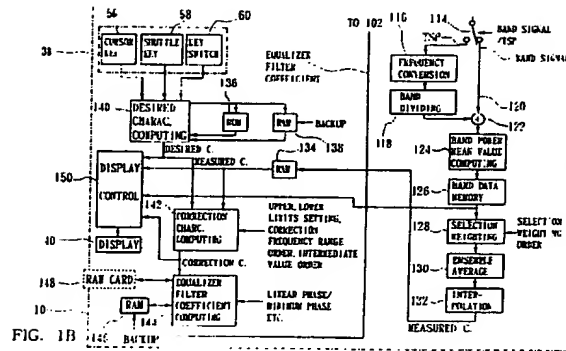 56
58
60
38
CURSOR KEY
SHUTTLE KEY
KEY SWITCH
TO 102
EQUALIZER
FILTER
COEFFICIENT
114
BAND SIGNAL
/TSP
TSP
BAND SIGNAL
116
FREQUENCY
CONVERSION
BAND
DIVIDING
118
120
122
124
BAND POWER
MEAN VALUE
COMPUTING
126
BAND DATA
MEMORY
128
SELECTION
WEIGHTING
SELECTION
ORDER
130
ENSEMBLE
AVERAGE
132
INTER-
POLATION
MEASURED C.
140
DESIRED
CHARAC.
COMPUTING
136
ROM
RAM
BACKUP
138
DESIRED C.
134
MEASURED C.
RAM
150
DISPLAY
CONTROL
40
DISPLAY
142
CORRECTION
CHARAC.
COMPUTING
UPPER, LOWER
LIMITS SETTING,
CORRECTION
FREQUENCY RANGE
ORDER, INTERMEDIATE
VALUE ORDER
CORRECTION C.
148
RAM CARD
10
RAM
146
BACKUP
144
EQUALIZER
FILTER
COEFFICIENT
COMPUTING
LINEAR PHASE/
MINIMUM PHASE
ETC.
FIG. 1B